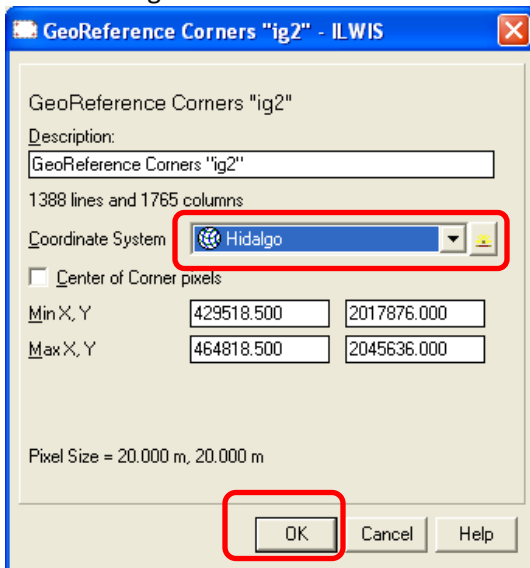 GeoReference Corners "ig2" - ILWIS
GeoReference Corners "ig2"
Description:
GeoReference Corners "ig2"
1388 lines and 1765 columns
Coordinate System Hidalgo
Center of Corner pixels
Min X, Y 429518.500 2017876.000
Max X, Y 464818.500 2045636.000
Pixel Size = 20.000 m, 20.000 m
OK Cancel Help